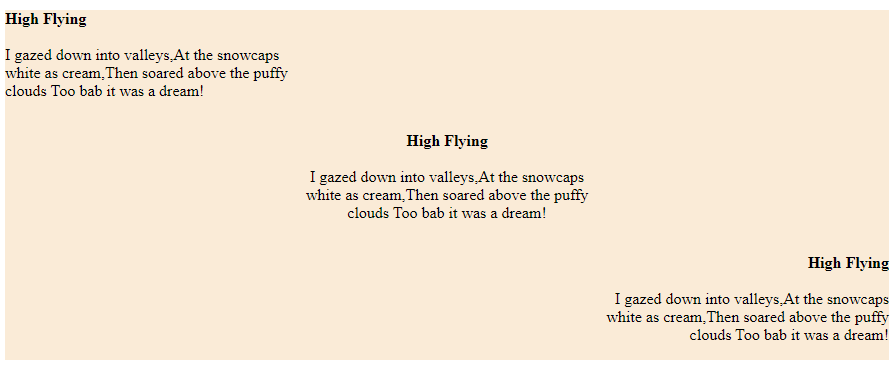 High Flying
I gazed down into valleys,At the snowcaps
white as cream,Then soared above the puffy
clouds Too bab it was a dream!
High Flying
I gazed down into valleys,At the snowcaps
white as cream,Then soared above the puffy
clouds Too bab it was a dream!
High Flying
I gazed down into valleys,At the snowcaps
white as cream,Then soared above the puffy
clouds Too bab it was a dream!